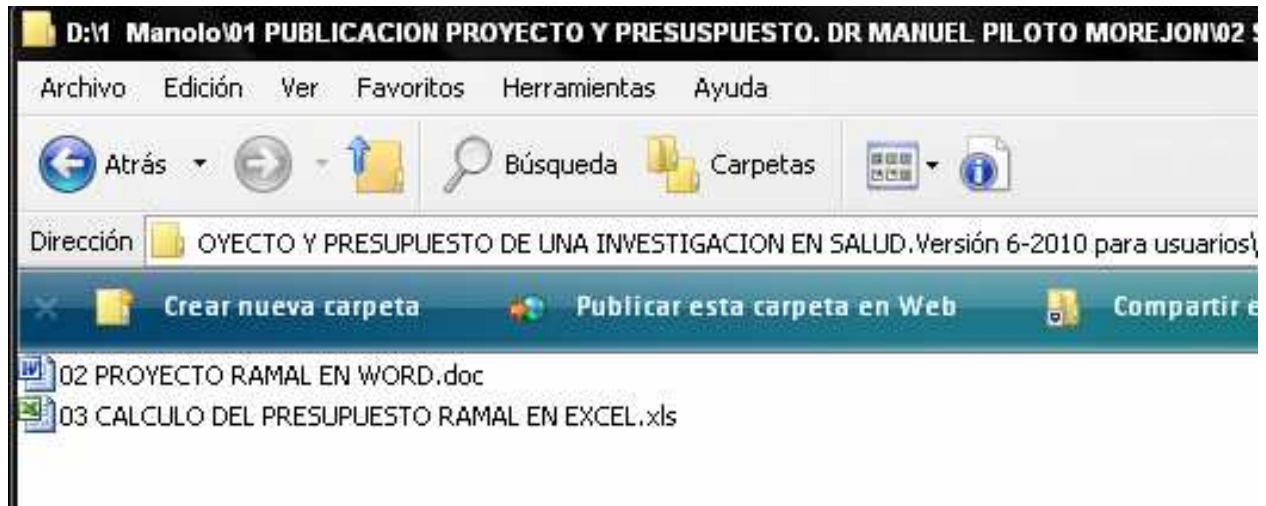 D:\1 Manolo\01 PUBLICACION PROYECTO Y PRESUSPUESTO. DR MANUEL PILOTO MOREJON\02 S
Archivo Edición Ver Favoritos Herramientas Ayuda
Atrás Búsqueda Carpetas
Dirección OYECTO Y PRESUPUESTO DE UNA INVESTIGACION EN SALUD.Versión 6-2010 para usuarios\
Crear nueva carpeta Publicar esta carpeta en Web Compartir e
02 PROYECTO RAMAL EN WORD.doc
03 CALCULO DEL PRESUPUESTO RAMAL EN EXCEL.xls